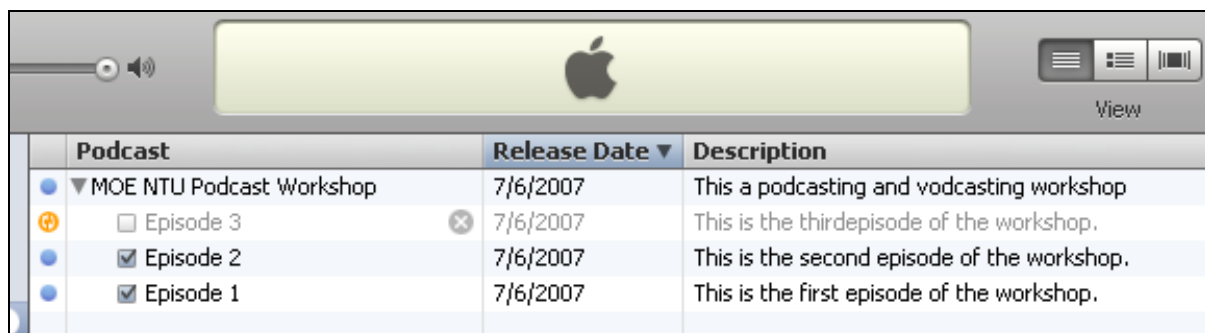 View
Podcast Release Date Description
MOE NTU Podcast Workshop 7/6/2007 This a podcasting and vodcasting workshop
Episode 3 7/6/2007 This is the thirdepisode of the workshop.
Episode 2 7/6/2007 This is the second episode of the workshop.
Episode 1 7/6/2007 This is the first episode of the workshop.